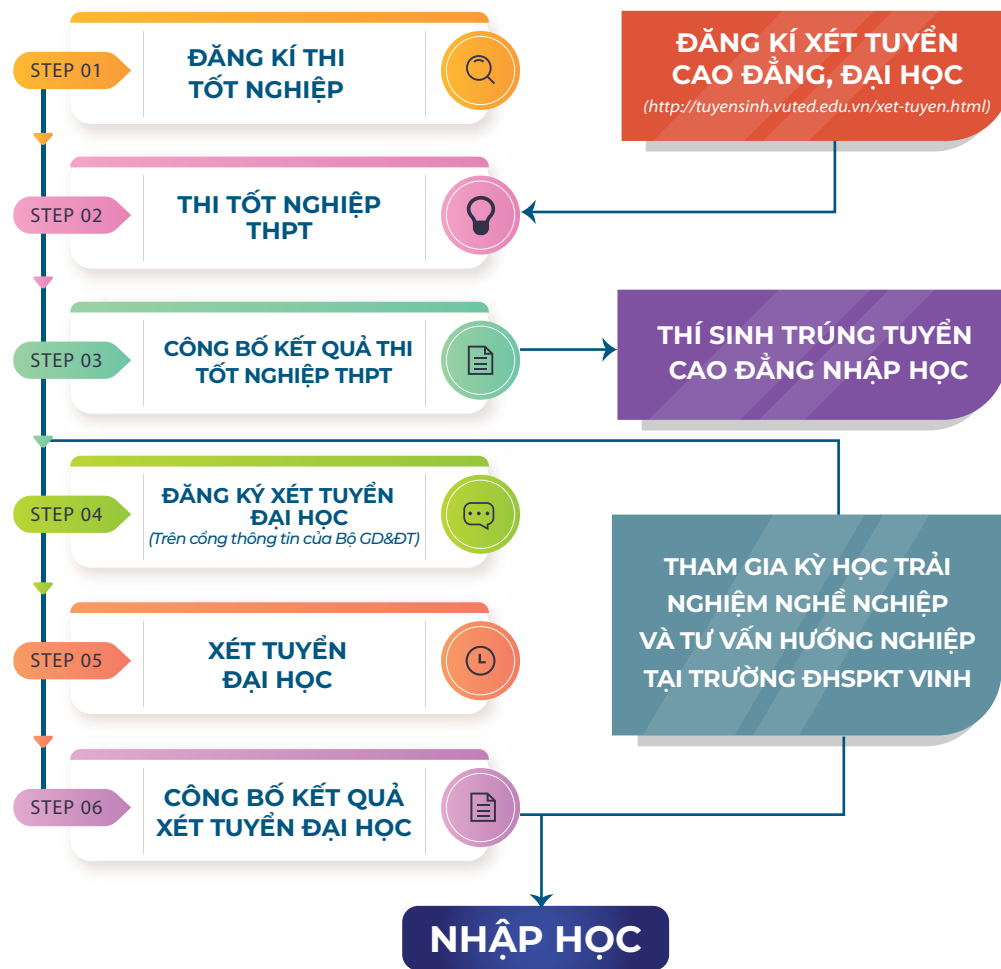 STEP 01
ĐĂNG KÍ THI
TỐT NGHIỆP
ĐĂNG KÍ XÉT TUYỂN
CAO ĐẲNG, ĐẠI HỌC
(http://tuyensinh.vuted.edu.vn/xet-tuyen.html)
STEP 02
THI TỐT NGHIỆP
THPT
STEP 03
CÔNG BỐ KẾT QUẢ THI
TỐT NGHIỆP THPT
THÍ SINH TRÚNG TUYỂN
CAO ĐẲNG NHẬP HỌC
STEP 04
ĐĂNG KÝ XÉT TUYỂN
ĐẠI HỌC
(Trên cổng thông tin của Bộ GD&ĐT)
THAM GIA KỲ HỌC TRẢI
NGHIỆM NGHỀ NGHIỆP
VÀ TƯ VẤN HƯỚNG NGHIỆP
TẠI TRƯỜNG ĐHSPKT VINH
STEP 05
XÉT TUYỂN
ĐẠI HỌC
STEP 06
CÔNG BỐ KẾT QUẢ
XÉT TUYỂN ĐẠI HỌC
NHẬP HỌC